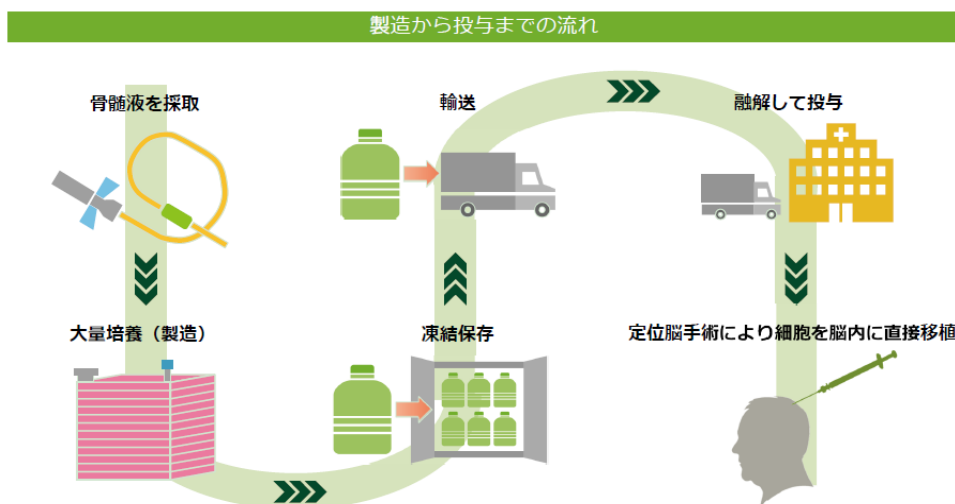 製造から投与までの流れ
骨髄液を採取
大量培養（製造）
凍結保存
輸送
融解して投与
定位脳手術により細胞を脳内に直接移植